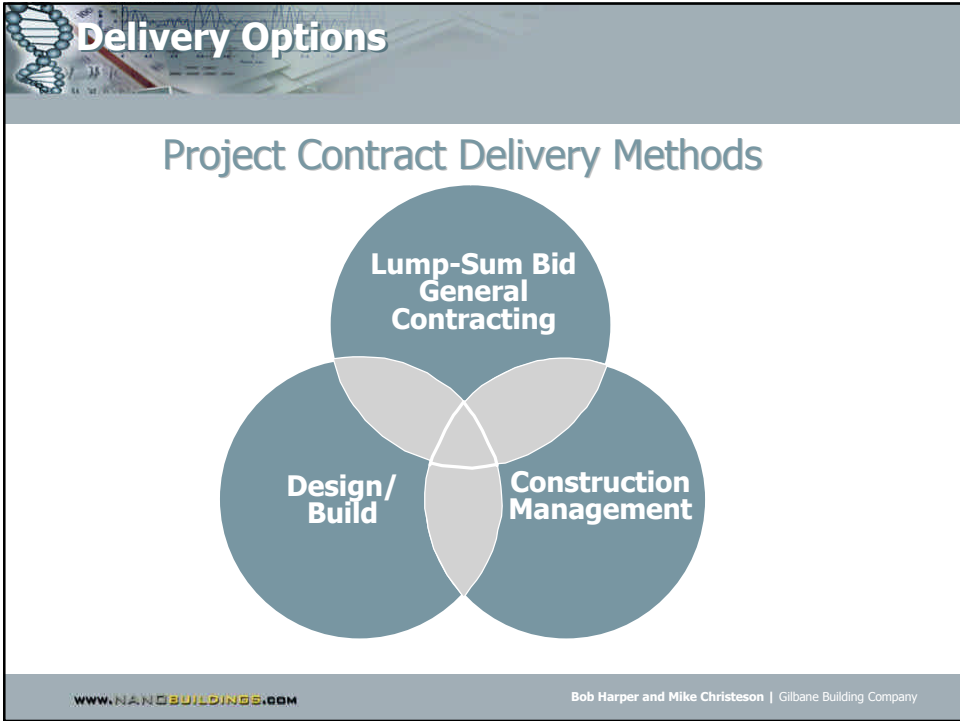 Delivery Options
Project Contract Delivery Methods
Lump-Sum Bid
General
Contracting
Design/
Build
Construction
Management
WWW.NANOBUILDINGS.COM
Bob Harper and Mike Christeson | Gilbane Building Company